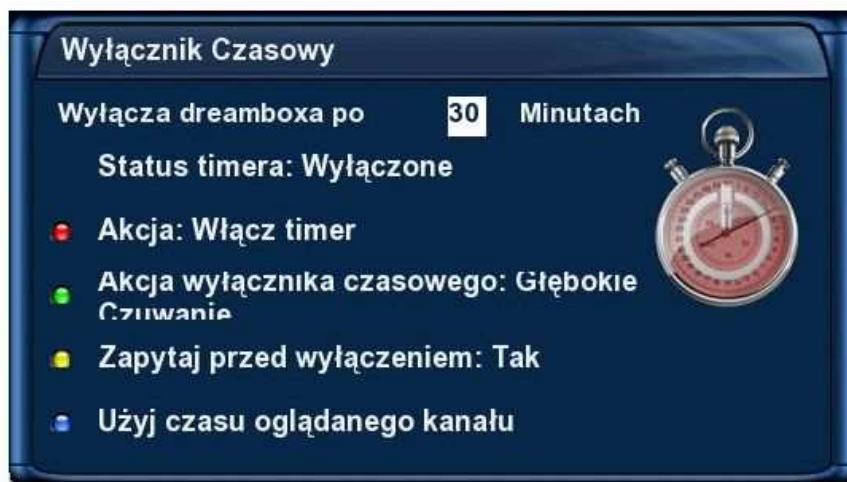 Wyłącznik Czasowy
Wyłącza dreamboxa po 30 Minutach
Status timera: Wyłączone
Akcja: Włącz timer
Akcja wyłącznika czasowego: Głębokie
Czuwanie
Zapytaj przed wyłączeniem: Tak
Użyj czasu oglądanego kanału